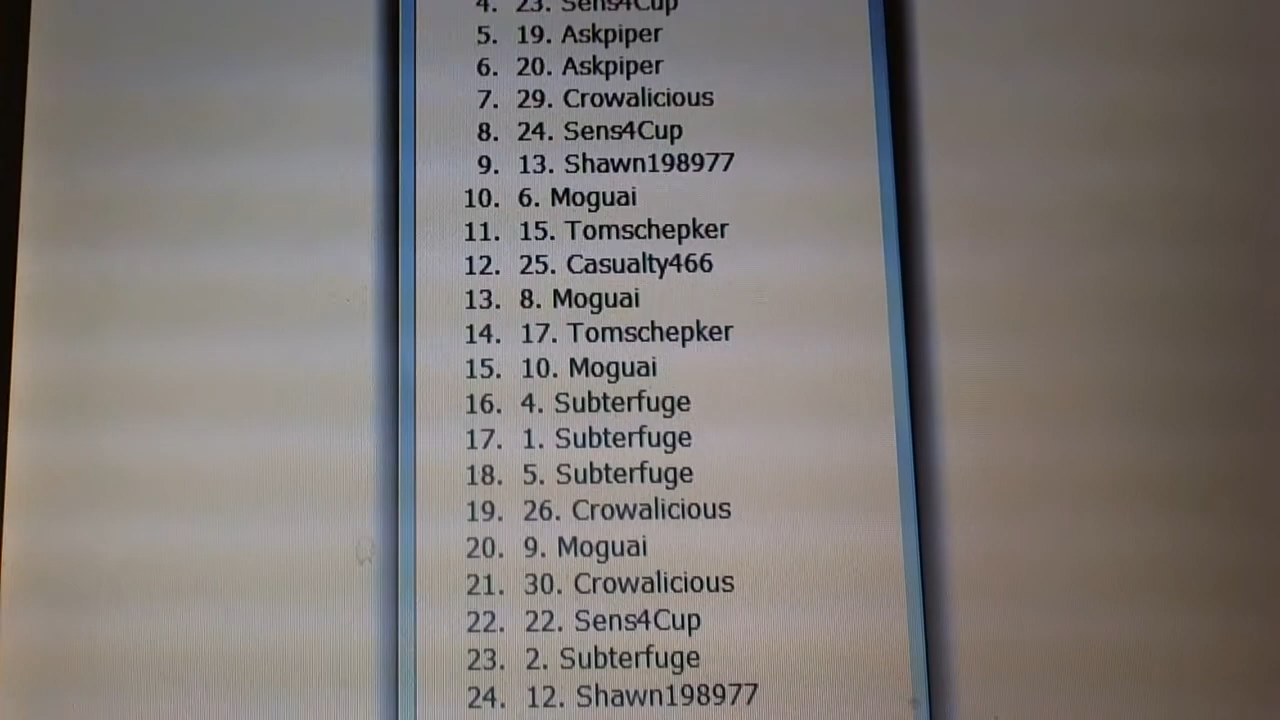 4. 23. Sens4Cup
5. 19. Askpiper
6. 20. Askpiper
7. 29. Crowalicious
8. 24. Sens4Cup
9. 13. Shawn198977
10. 6. Moguai
11. 15. Tomschepker
12. 25. Casualty466
13. 8. Moguai
14. 17. Tomschepker
15. 10. Moguai
16. 4. Subterfuge
17. 1. Subterfuge
18. 5. Subterfuge
19. 26. Crowalicious
20. 9. Moguai
21. 30. Crowalicious
22. 22. Sens4Cup
23. 2. Subterfuge
24. 12. Shawn198977